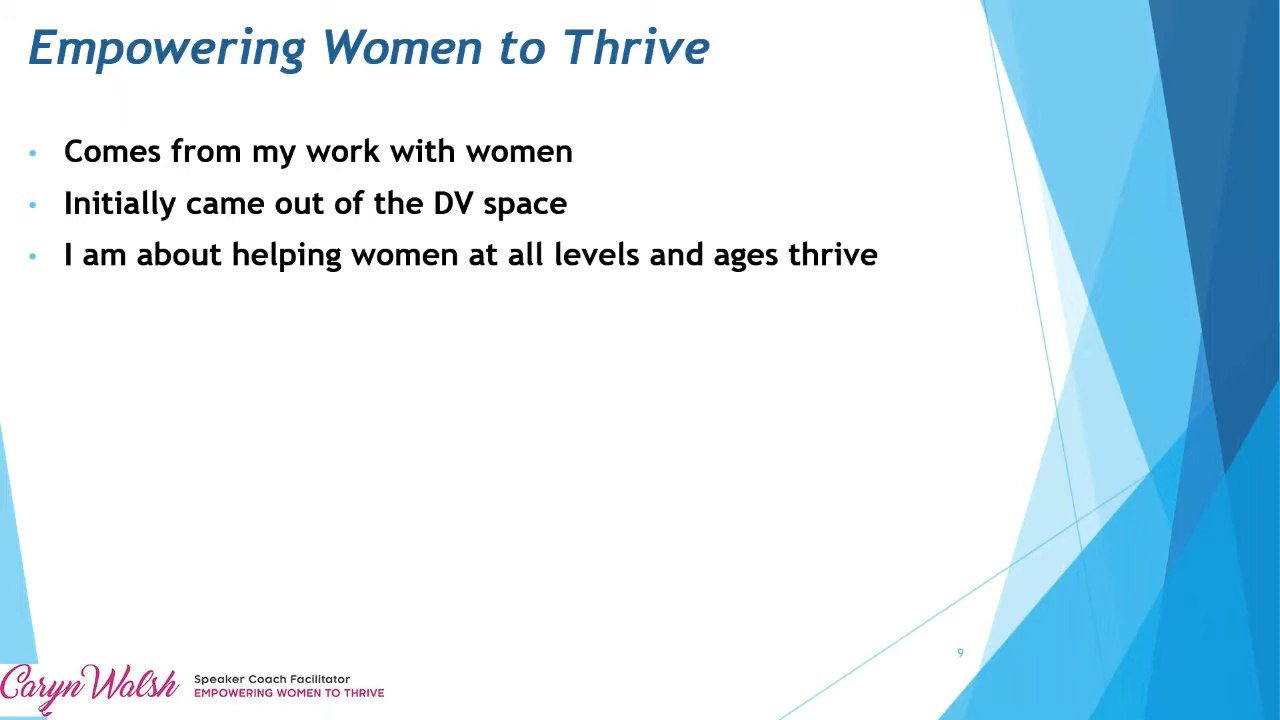 Empowering Women to Thrive
• Comes from my work with women
• Initially came out of the DV space
• I am about helping women at all levels and ages thrive
9
Caryn Walsh
Speaker Coach Facilitator
EMPOWERING WOMEN TO THRIVE